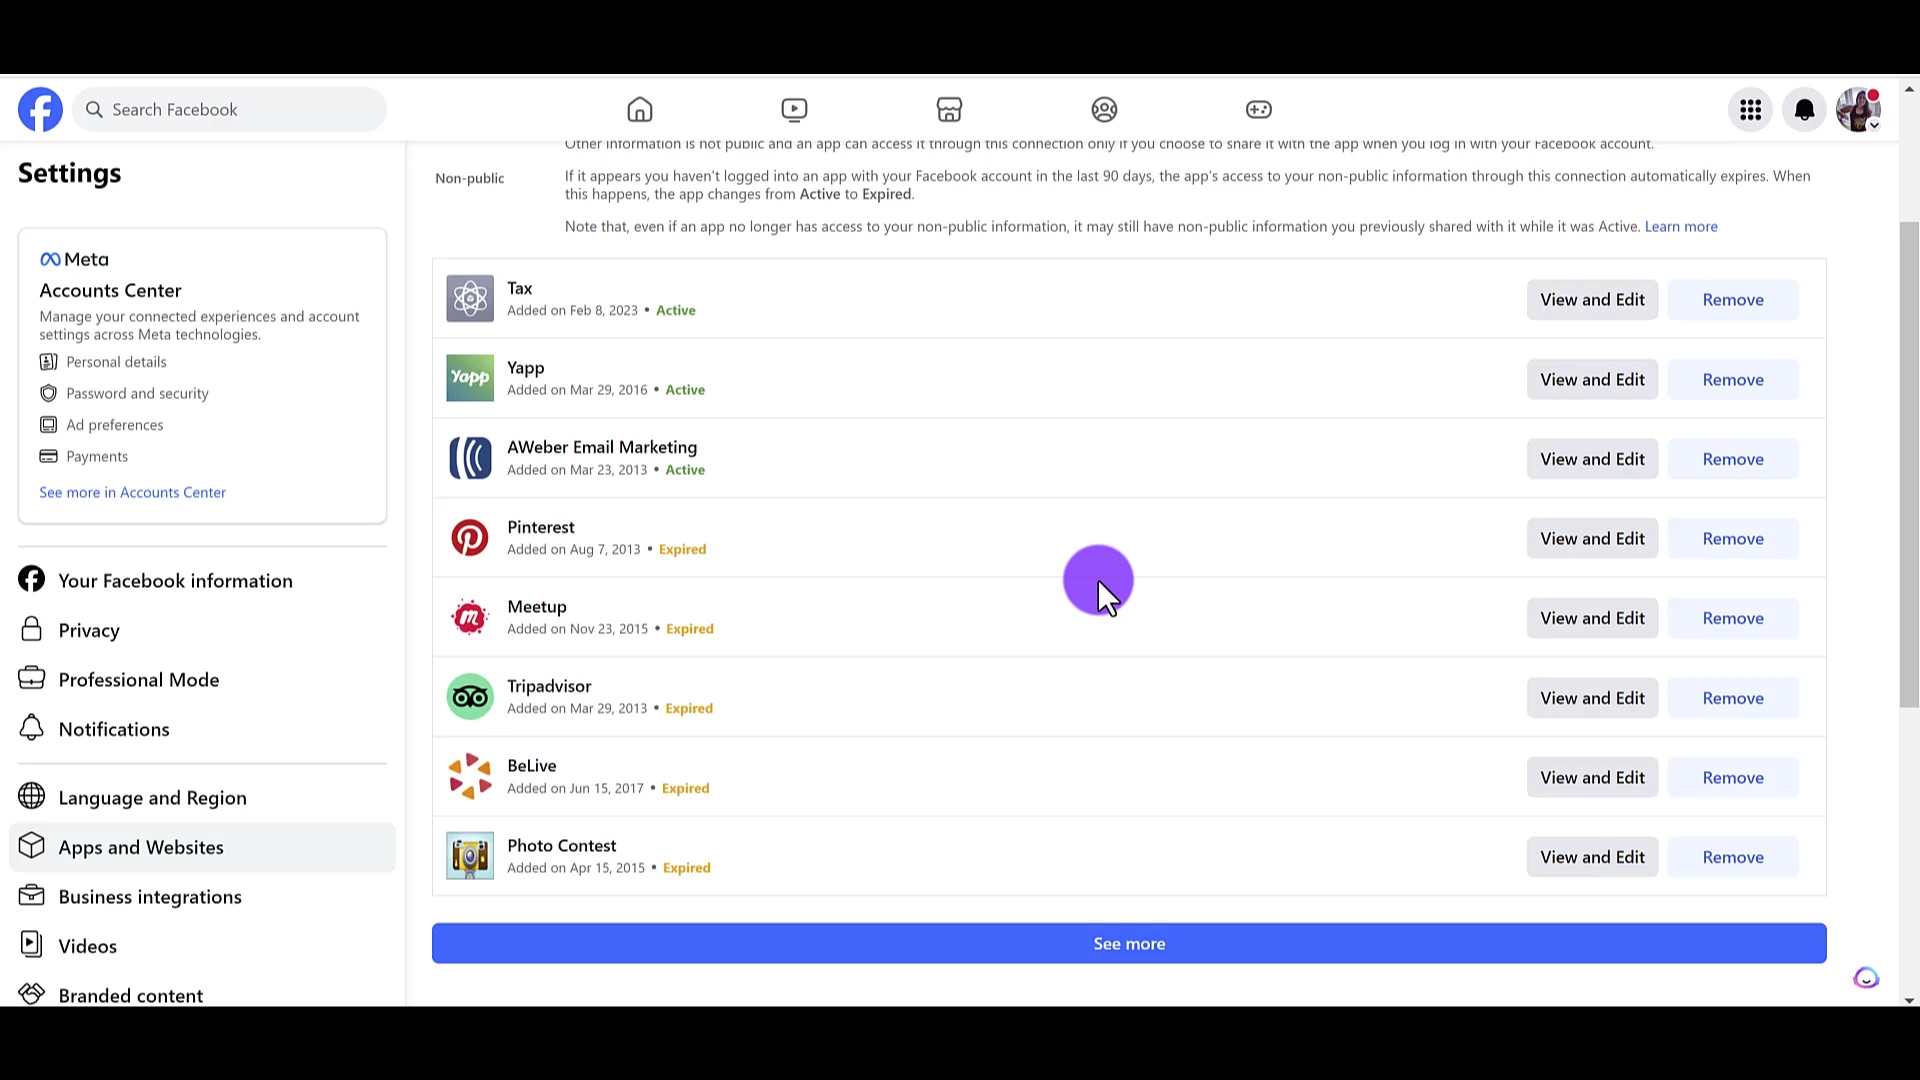 Search Facebook
Settings
Meta
Accounts Center
Manage your connected experiences and account
settings across Meta technologies.
Personal details
Password and security
Ad preferences
Payments
See more in Accounts Center
Your Facebook information
Privacy
Professional Mode
Notifications
Language and Region
Apps and Websites
Business integrations
Videos
Branded content
Other information is not public and an app can access it through this connection only if you choose to share it with the app when you log in with your Facebook account.
Non-public
If it appears you haven't logged into an app with your Facebook account in the last 90 days, the app's access to your non-public information through this connection automatically expires. When
this happens, the app changes from Active to Expired.
Note that, even if an app no longer has access to your non-public information, it may still have non-public information you previously shared with it while it was Active. Learn more
Tax
Added on Feb 8, 2023 • Active
View and Edit
Remove
Yapp
Yapp
Added on Mar 29, 2016 • Active
View and Edit
Remove
AWeber Email Marketing
Added on Mar 23, 2013 • Active
View and Edit
Remove
Pinterest
Added on Aug 7, 2013 • Expired
View and Edit
Remove
m
Meetup
Added on Nov 23, 2015 • Expired
View and Edit
Remove
Tripadvisor
Added on Mar 29, 2013 • Expired
View and Edit
Remove
BeLive
Added on Jun 15, 2017 • Expired
View and Edit
Remove
Photo Contest
Added on Apr 15, 2015 • Expired
View and Edit
Remove
See more